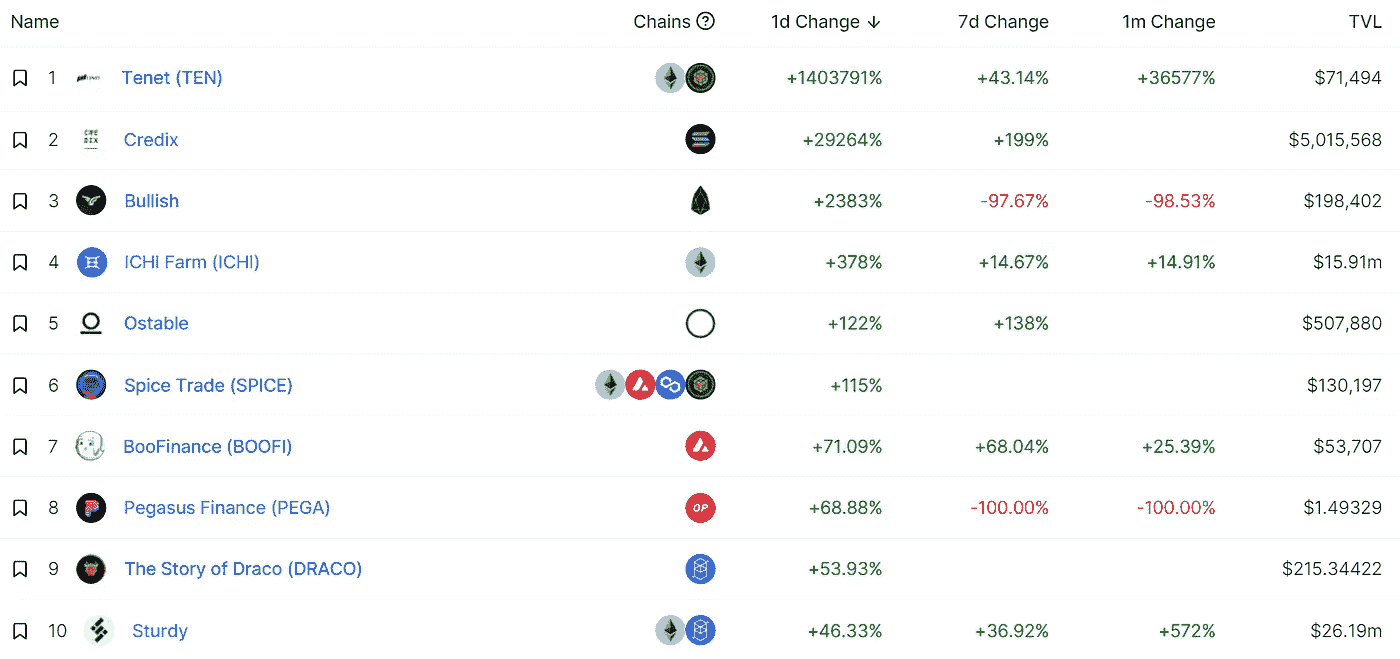 Name Chains ? 1d Change ↓ 7d Change 1m Change TVL
1 Tenet (TEN) +1403791% +43.14% +36577% $71,494
2 CRE DIX Credix +29264% +199% $5,015,568
3 Bullish +2383% -97.67% -98.53% $198,402
4 ICHI Farm (ICHI) +378% +14.67% +14.91% $15.91m
5 Ostable +122% +138% $507,880
6 Spice Trade (SPICE) +115% $130,197
7 BooFinance (BOOFI) +71.09% +68.04% +25.39% $53,707
8 Pegasus Finance (PEGA) OP +68.88% -100.00% -100.00% $1.49329
9 The Story of Draco (DRACO) +53.93% $215.34422
10 Sturdy +46.33% +36.92% +572% $26.19m